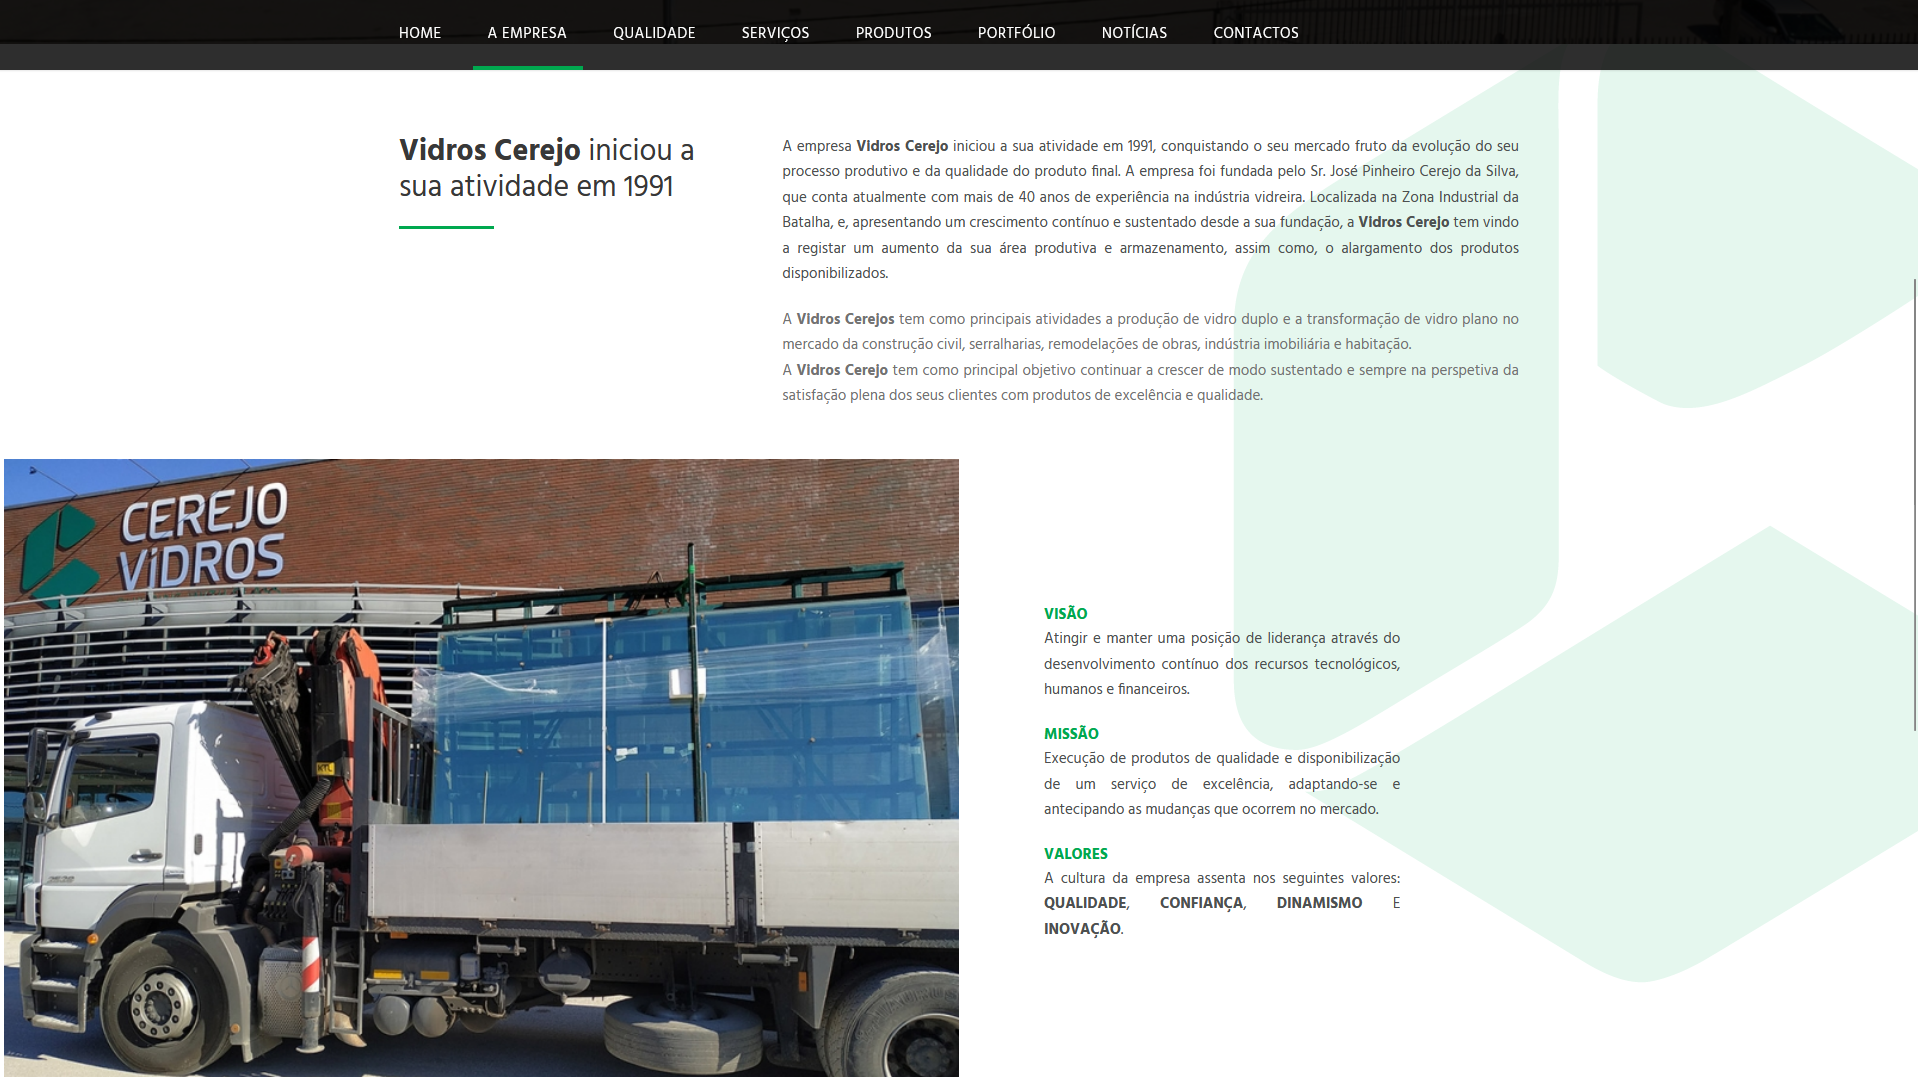 HOME A EMPRESA QUALIDADE SERVIÇOS PRODUTOS PORTFÓLIO NOTÍCIAS CONTACTOS
Vidros Cerejo iniciou a
sua atividade em 1991
A empresa Vidros Cerejo iniciou a sua atividade em 1991, conquistando o seu mercado fruto da evolução do seu
processo produtivo e da qualidade do produto final. A empresa foi fundada pelo Sr. José Pinheiro Cerejo da Silva,
que conta atualmente com mais de 40 anos de experiência na indústria vidreira. Localizada na Zona Industrial da
Batalha, e, apresentando um crescimento contínuo e sustentado desde a sua fundação, a Vidros Cerejo tem vindo
a registar um aumento da sua área produtiva e armazenamento, assim como, o alargamento dos produtos
disponibilizados.
A Vidros Cerejos tem como principais atividades a produção de vidro duplo e a transformação de vidro plano no
mercado da construção civil, serralharias, remodelações de obras, indústria imobiliária e habitação.
A Vidros Cerejo tem como principal objetivo continuar a crescer de modo sustentado e sempre na perspetiva da
satisfação plena dos seus clientes com produtos de excelência e qualidade.
CEREJO
ViDROS
VISÃO
Atingir e manter uma posição de liderança através do
desenvolvimento contínuo dos recursos tecnológicos,
humanos e financeiros.
MISSÃO
Execução de produtos de qualidade e disponibilização
de um serviço de excelência, adaptando-se e
antecipando as mudanças que ocorrem no mercado.
VALORES
A cultura da empresa assenta nos seguintes valores:
QUALIDADE, CONFIANÇA, DINAMISMO E
INOVAÇÃO.